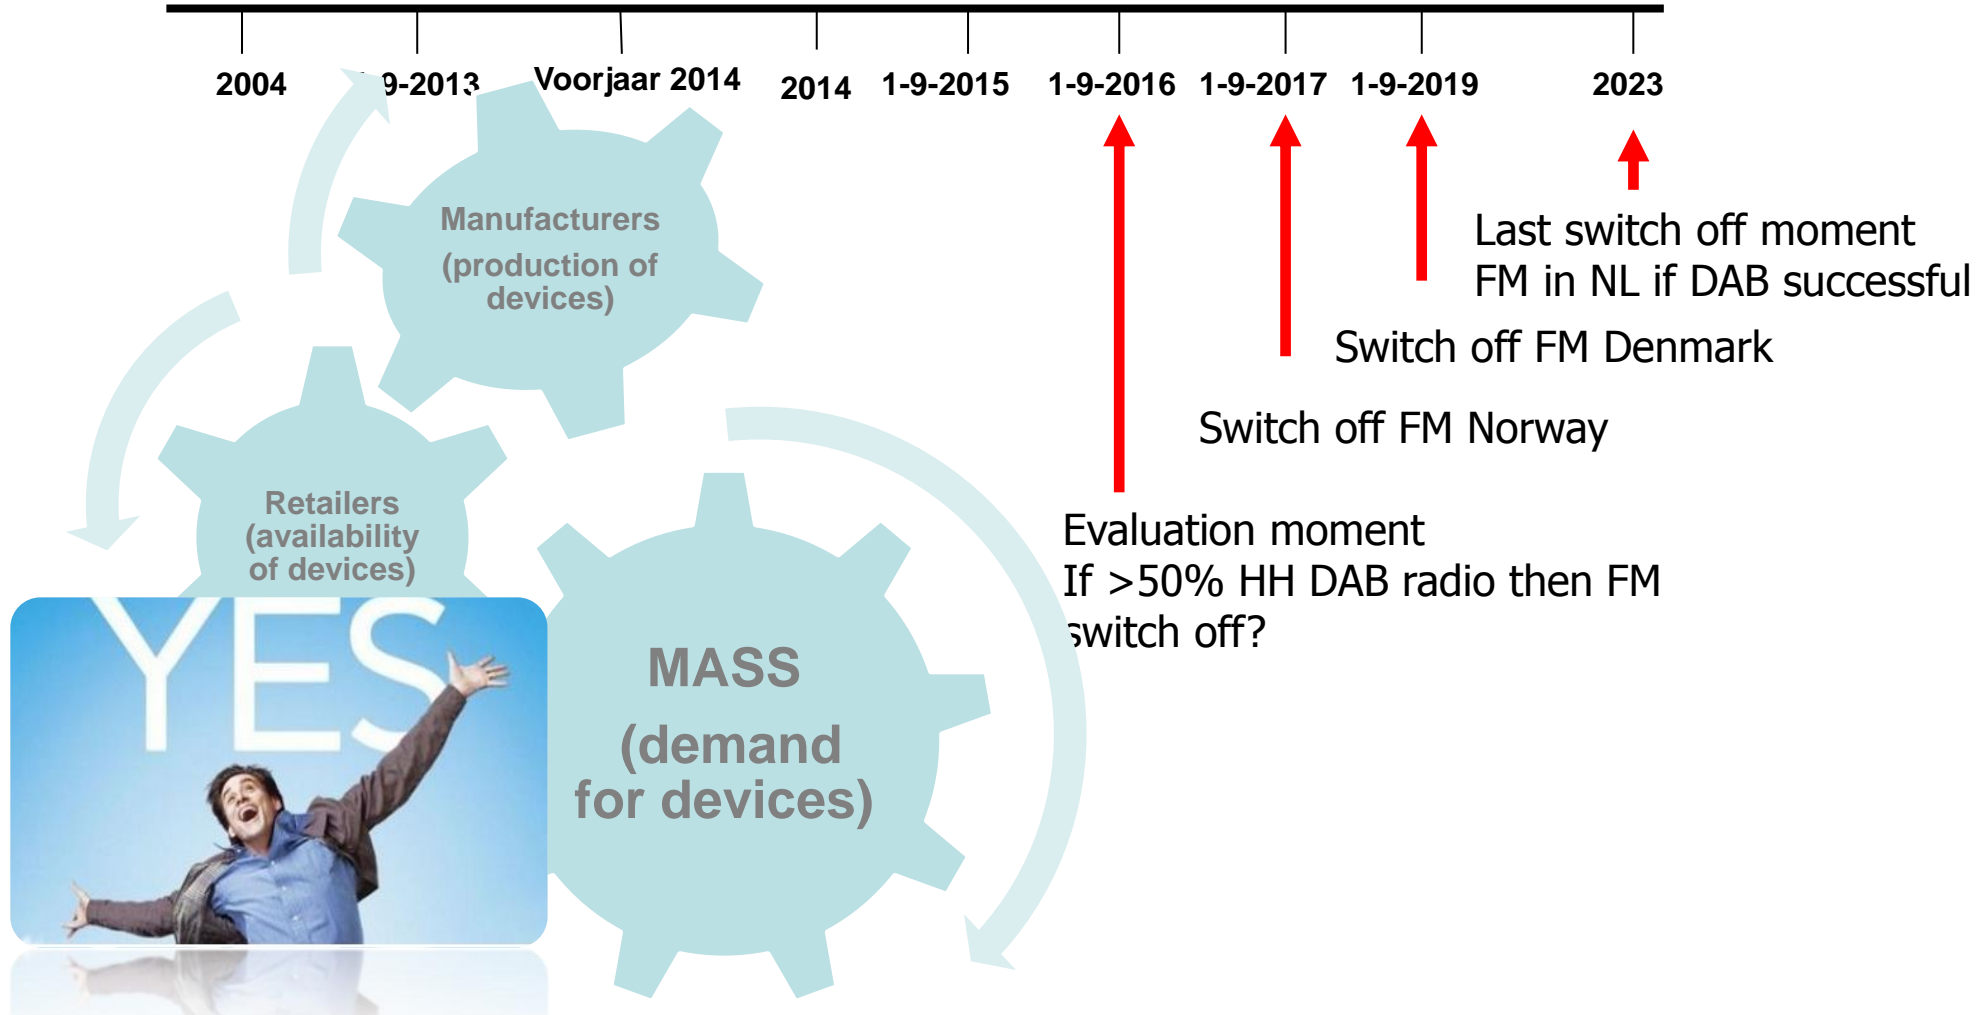 2004
9-2013
Voorjaar 2014
2014
1-9-2015
1-9-2016
1-9-2017
1-9-2019
2023
Manufacturers
(production of
devices)
Last switch off moment
FM in NL if DAB successful
Switch off FM Denmark
Switch off FM Norway
Retailers
(availability
of devices)
Evaluation moment
If >50% HH DAB radio then FM
switch off?
YES
MASS
(demand
for devices)